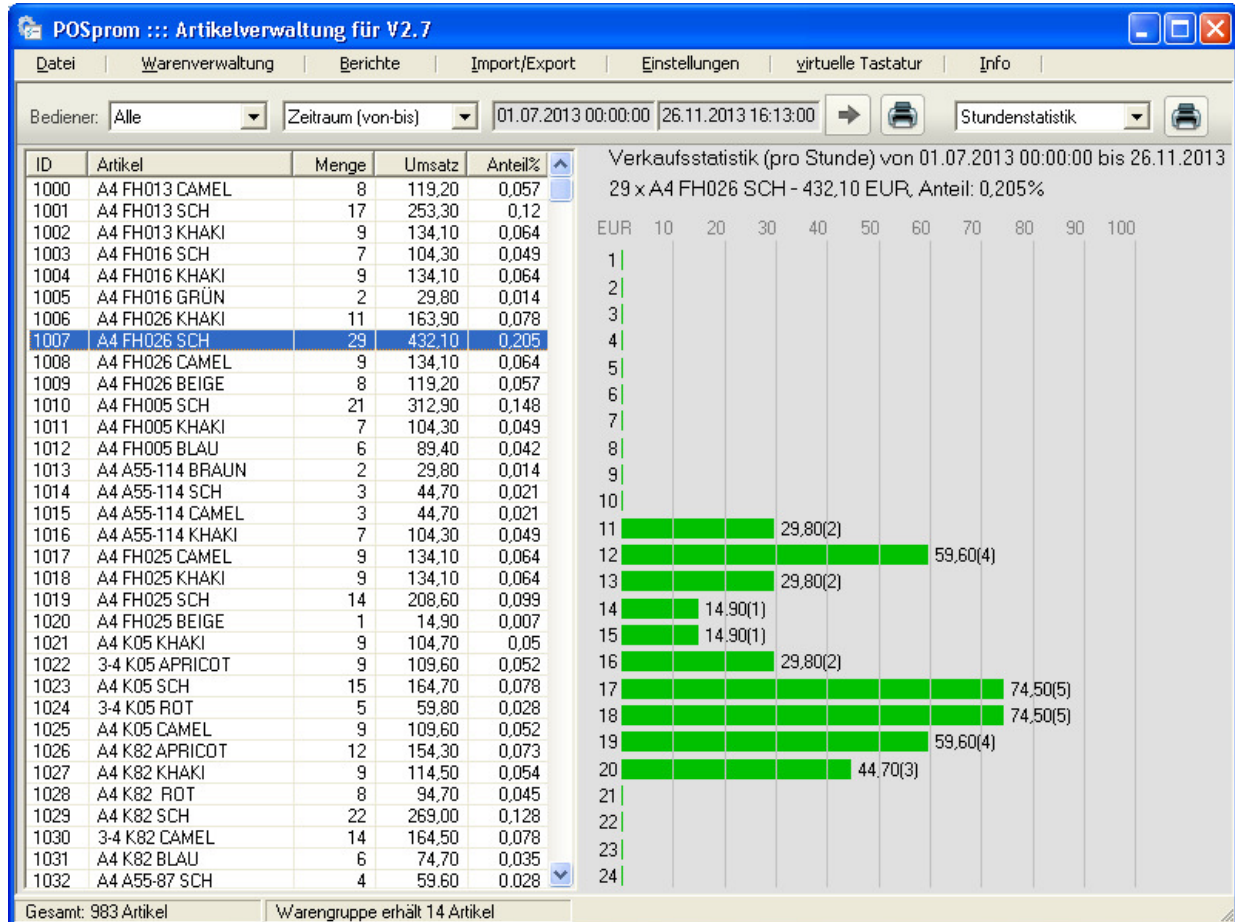 POSprom ::: Artikelverwaltung für V2.7
Datei | Warenverwaltung | Berichte | Import/Export | Einstellungen | virtuelle Tastatur | Info |
Bediener: Alle Zeitraum (von-bis) 01.07.2013 00:00:00 26.11.2013 16:13:00 Stundenstatistik
ID Artikel Menge Umsatz Anteil%
1000 A4 FH013 CAMEL 8 119,20 0,057
1001 A4 FH013 SCH 17 253,30 0,12
1002 A4 FH013 KHAKI 9 134,10 0,064
1003 A4 FH016 SCH 7 104,30 0,049
1004 A4 FH016 KHAKI 9 134,10 0,064
1005 A4 FH016 GRÜN 2 29,80 0,014
1006 A4 FH026 KHAKI 11 163,90 0,078
1007 A4 FH026 SCH 29 432,10 0,205
1008 A4 FH026 CAMEL 9 134,10 0,064
1009 A4 FH026 BEIGE 8 119,20 0,057
1010 A4 FH005 SCH 21 312,90 0,148
1011 A4 FH005 KHAKI 7 104,30 0,049
1012 A4 FH005 BLAU 6 89,40 0,042
1013 A4 A55-114 BRAUN 2 29,80 0,014
1014 A4 A55-114 SCH 3 44,70 0,021
1015 A4 A55-114 CAMEL 3 44,70 0,021
1016 A4 A55-114 KHAKI 7 104,30 0,049
1017 A4 FH025 CAMEL 9 134,10 0,064
1018 A4 FH025 KHAKI 9 134,10 0,064
1019 A4 FH025 SCH 14 208,60 0,099
1020 A4 FH025 BEIGE 1 14,90 0,007
1021 A4 K05 KHAKI 9 104,70 0,05
1022 3-4 K05 APRICOT 9 109,60 0,052
1023 A4 K05 SCH 15 164,70 0,078
1024 3-4 K05 ROT 5 59,80 0,028
1025 A4 K05 CAMEL 9 109,60 0,052
1026 A4 K82 APRICOT 12 154,30 0,073
1027 A4 K82 KHAKI 9 114,50 0,054
1028 A4 K82 ROT 8 94,70 0,045
1029 A4 K82 SCH 22 269,00 0,128
1030 3-4 K82 CAMEL 14 164,50 0,078
1031 A4 K82 BLAU 6 74,70 0,035
1032 A4 A55-87 SCH 4 59.60 0.028
Verkaufsstatistik (pro Stunde) von 01.07.2013 00:00:00 bis 26.11.2013
29 x A4 FH026 SCH - 432,10 EUR, Anteil: 0,205%
EUR 10 20 30 40 50 60 70 80 90 100
1
2
3
4
5
6
7
8
9
10
11 29,80(2)
12 59,60(4)
13 29,80(2)
14 14.90(1)
15 14.90(1)
16 29,80(2)
17 74,50(5)
18 74,50(5)
19 59,60(4)
20 44,70(3)
21
22
23
24
Gesamt: 983 Artikel Warengruppe erhält 14 Artikel